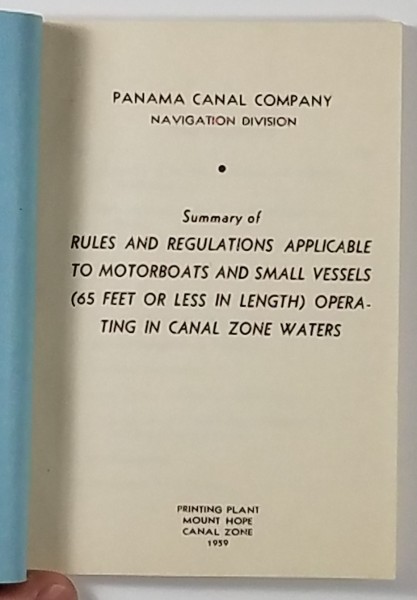 PANAMA CANAL COMPANY
NAVIGATION DIVISION
•
Summary of
RULES AND REGULATIONS APPLICABLE
TO MOTORBOATS AND SMALL VESSELS
(65 FEET OR LESS IN LENGTH) OPERA-
TING IN CANAL ZONE WATERS
PRINTING PLANT
MOUNT HOPE
CANAL ZONE
1959